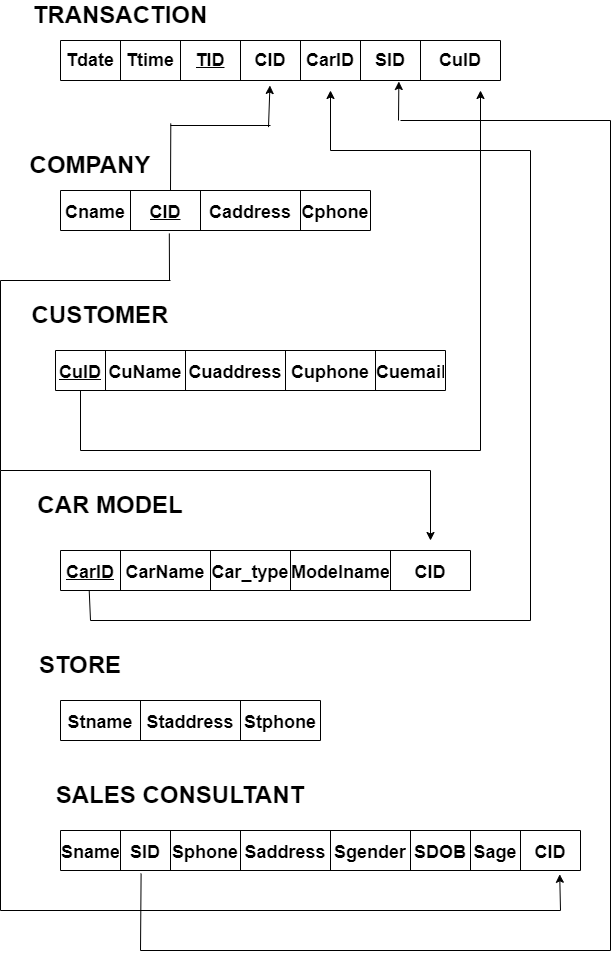 TRANSACTION
Tdate Ttime TID CID CarID SID CuID
COMPANY
Cname CID Caddress Cphone
CUSTOMER
CuID CuName Cuaddress Cuphone Cuemail
CAR MODEL
CarID CarName Car_type Modelname CID
STORE
Stname Staddress Stphone
SALES CONSULTANT
Sname SID Sphone Saddress Sgender SDOB Sage CID